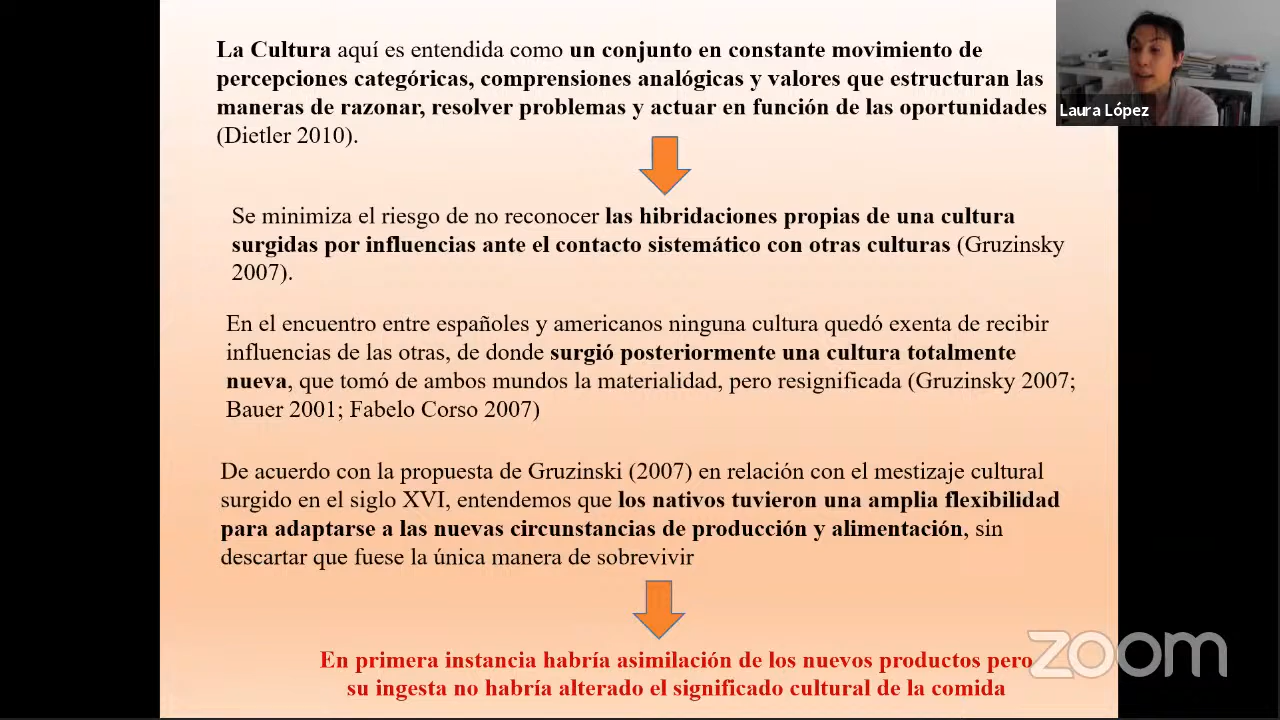 La Cultura aquí es entendida como un conjunto en constante movimiento de
percepciones categóricas, comprensiones analógicas y valores que estructuran las
maneras de razonar, resolver problemas y actuar en función de las oportunidades
(Dietler 2010).
Laura López
Se minimiza el riesgo de no reconocer las hibridaciones propias de una cultura
surgidas por influencias ante el contacto sistemático con otras culturas (Gruzinsky
2007).
En el encuentro entre españoles y americanos ninguna cultura quedó exenta de recibir
influencias de las otras, de donde surgió posteriormente una cultura totalmente
nueva, que tomó de ambos mundos la materialidad, pero resignificada (Gruzinsky 2007;
Bauer 2001; Fabelo Corso 2007)
De acuerdo con la propuesta de Gruzinski (2007) en relación con el mestizaje cultural
surgido en el siglo XVI, entendemos que los nativos tuvieron una amplia flexibilidad
para adaptarse a las nuevas circunstancias de producción y alimentación, sin
descartar que fuese la única manera de sobrevivir
En primera instancia habría asimilación de los nuevos productos pero
su ingesta no habría alterado el significado cultural de la comida
zoom